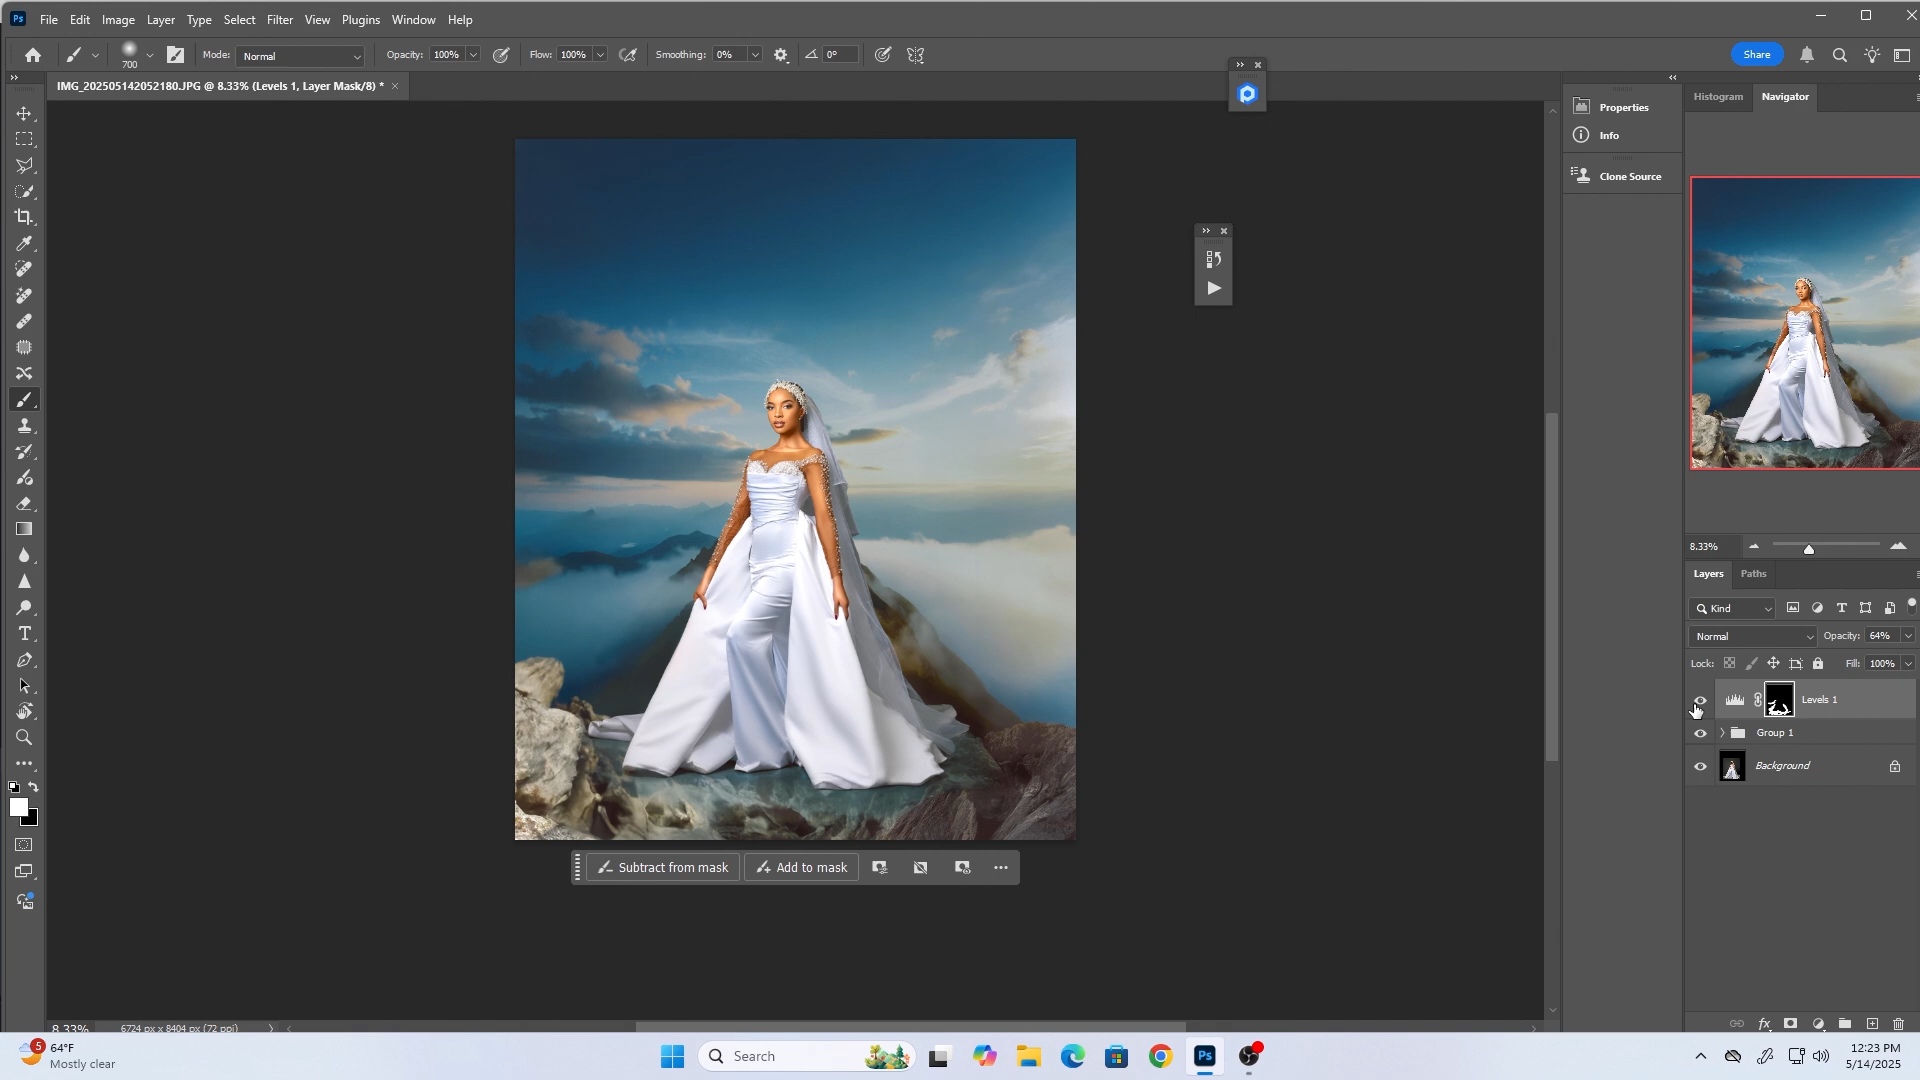 Ps File Edit Image Layer Type Select Filter View Plugins Window Help
700 Mode: Normal Opacity: 100% Flow: 100% Smoothing: 0% 0° Share
IMG_202505142052180.JPG @ 8.33% (Levels 1, Layer Mask/8) *
Histogram Navigator
Properties
Info
Clone Source
8.33%
Layers Paths
Kind
Normal Opacity: 64%
Lock: Fill: 100%
Levels 1
Group 1
Background
Subtract from mask Add to mask
8.33% 6724 px x 8404 px (72 ppi)
5 64°F
Mostly clear
Search
Ps
12:23 PM
5/14/2025